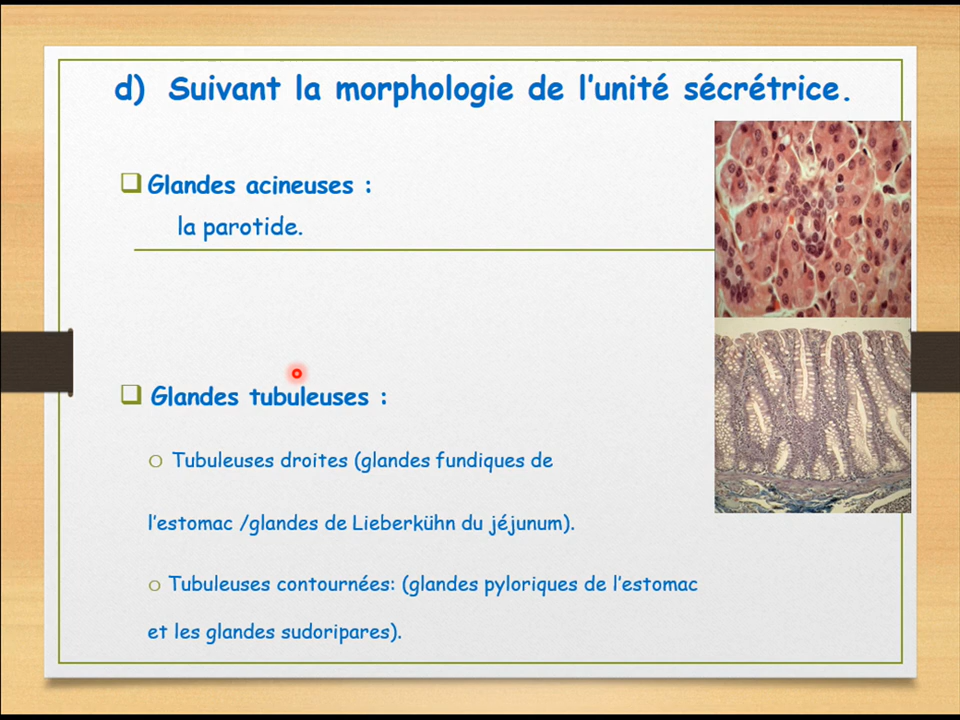 d) Suivant la morphologie de l’unité sécrétrice.
Glandes acineuses :
la parotide.
Glandes tubuleuses :
Tubuleuses droites (glandes fundiques de
l’estomac /glandes de Lieberkühn du jéjunum).
Tubuleuses contournées: (glandes pyloriques de l’estomac
et les glandes sudoripares).